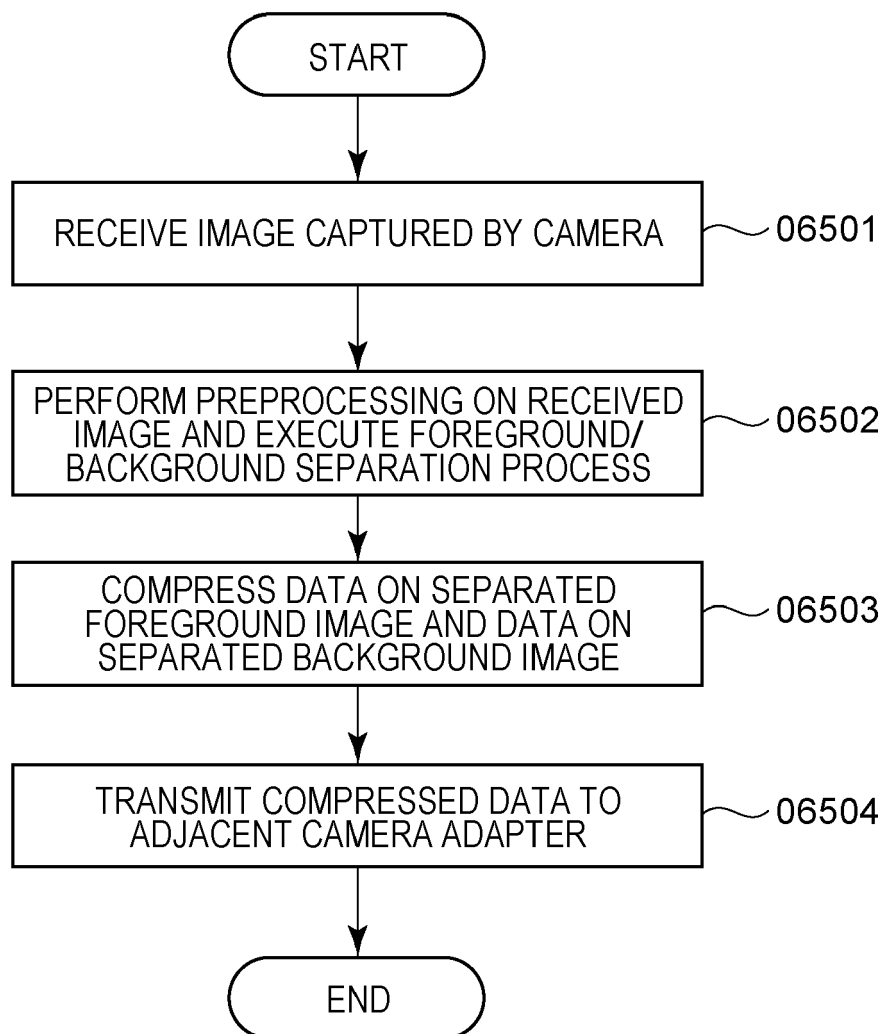 START
RECEIVE IMAGE CAPTURED BY CAMERA
06501
PERFORM PREPROCESSING ON RECEIVED
IMAGE AND EXECUTE FOREGROUND/
BACKGROUND SEPARATION PROCESS
06502
COMPRESS DATA ON SEPARATED
FOREGROUND IMAGE AND DATA ON
SEPARATED BACKGROUND IMAGE
06503
TRANSMIT COMPRESSED DATA TO
ADJACENT CAMERA ADAPTER
06504
END